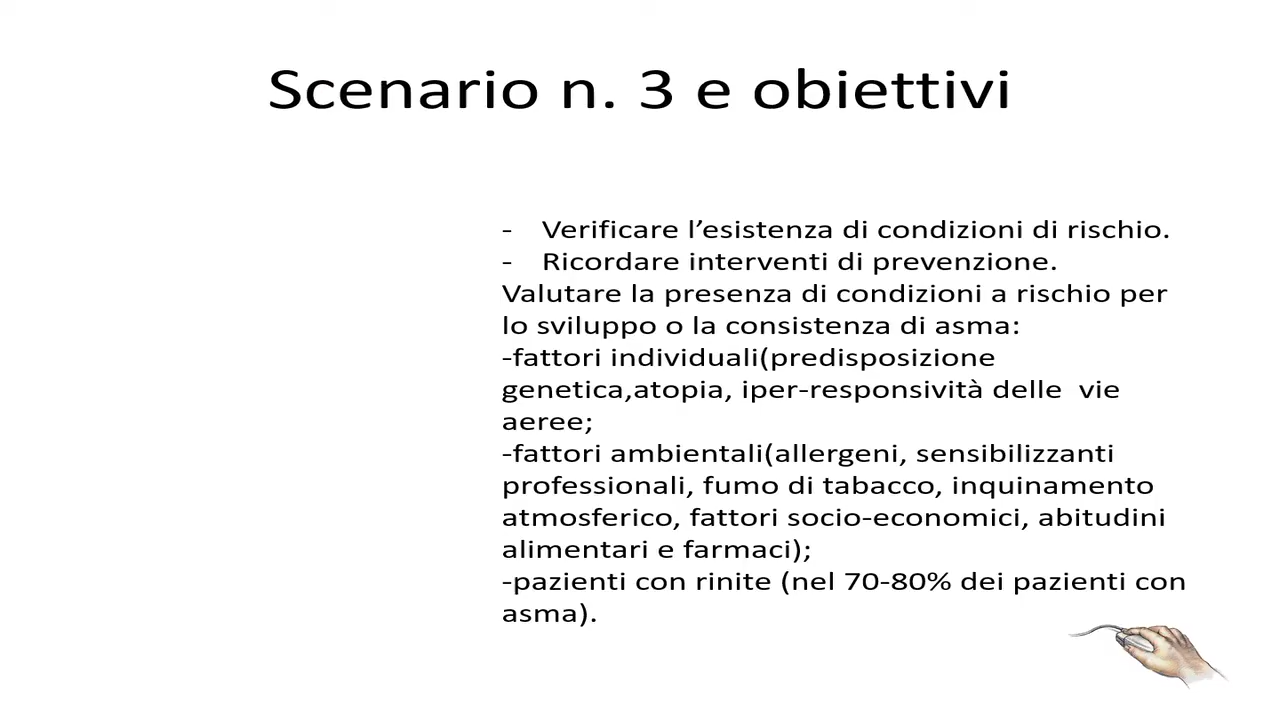 Scenario n. 3 e obiettivi
- Verificare l’esistenza di condizioni di rischio.
- Ricordare interventi di prevenzione.
Valutare la presenza di condizioni a rischio per
lo sviluppo o la consistenza di asma:
-fattori individuali(predisposizione
genetica,atopia, iper-responsività delle  vie
aeree;
-fattori ambientali(allergeni, sensibilizzanti
professionali, fumo di tabacco, inquinamento
atmosferico, fattori socio-economici, abitudini
alimentari e farmaci);
-pazienti con rinite (nel 70-80% dei pazienti con
asma).